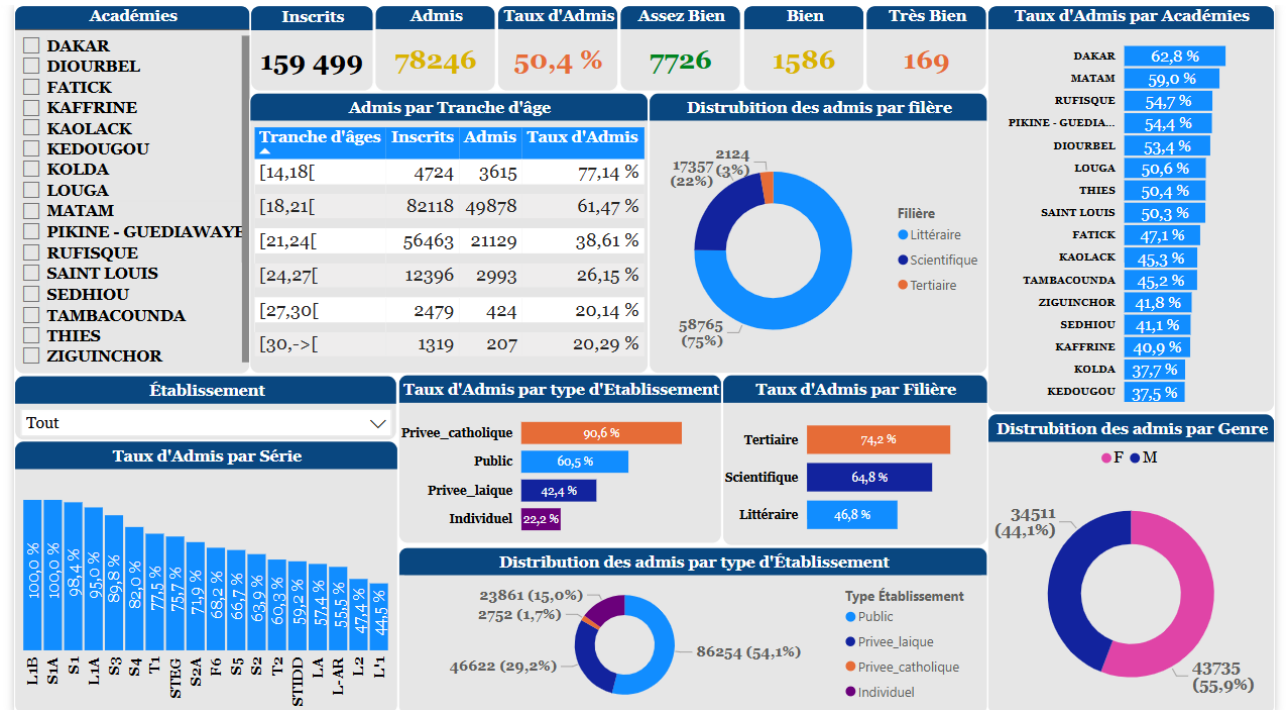 Académies
DAKAR
DIOURBEL
FATICK
KAFFRINE
KAOLACK
KEDOUGOU
KOLDA
LOUGA
MATAM
PIKINE - GUEDIAWAYE
RUFISQUE
SAINT LOUIS
SEDHIOU
TAMBACOUNDA
THIES
ZIGUINCHOR
Inscrits
159 499
Admis
78246
Taux d'Admis
50,4 %
Assez Bien
7726
Bien
1586
Très Bien
169
Admis par Tranche d'âge
Tranche d'âges Inscrits Admis Taux d'Admis
[14,18[ 4724 3615 77,14 %
[18,21[ 82118 49878 61,47 %
[21,24[ 56463 21129 38,61 %
[24,27[ 12396 2993 26,15 %
[27,30[ 2479 424 20,14 %
[30,->[ 1319 207 20,29 %
Distrubition des admis par filère
2124
(3%)
17357
(22%)
58765
(75%)
Filière
Littéraire
Scientifique
Tertiaire
Taux d'Admis par Académies
DAKAR 62,8 %
MATAM 59,0 %
RUFISQUE 54,7 %
PIKINE - GUEDIA... 54,4 %
DIOURBEL 53,4 %
LOUGA 50,6 %
THIES 50,4 %
SAINT LOUIS 50,3 %
FATICK 47,1 %
KAOLACK 45,3 %
TAMBACOUNDA 45,2 %
ZIGUINCHOR 41,8 %
SEDHIOU 41,1 %
KAFFRINE 40,9 %
KOLDA 37,7 %
KEDOUGOU 37,5 %
Établissement
Tout
Taux d'Admis par Série
100,0 %
100,0 %
98,4 %
95,0 %
89,8 %
82,0 %
77,5 %
75,7 %
71,9 %
68,2 %
66,7 %
63,9 %
60,3 %
59,2 %
57,4 %
55,5 %
47,4 %
44,5 %
L1B
S1A
S1
L1A
S3
S4
T1
STEG
S2A
F6
S5
S2
T2
STIDD
LA
L-AR
L2
L'1
Taux d'Admis par type d'Etablissement
Privee_catholique 90,6 %
Public 60,5 %
Privee_laique 42,4 %
Individuel 22,2 %
Taux d'Admis par Filière
Tertiaire 74,2 %
Scientifique 64,8 %
Littéraire 46,8 %
Distribution des admis par type d'Établissement
23861 (15,0%)
2752 (1,7%)
46622 (29,2%)
86254 (54,1%)
Type Établissement
Public
Privee_laique
Privee_catholique
Individuel
Distrubition des admis par Genre
F M
34511
(44,1%)
43735
(55,9%)